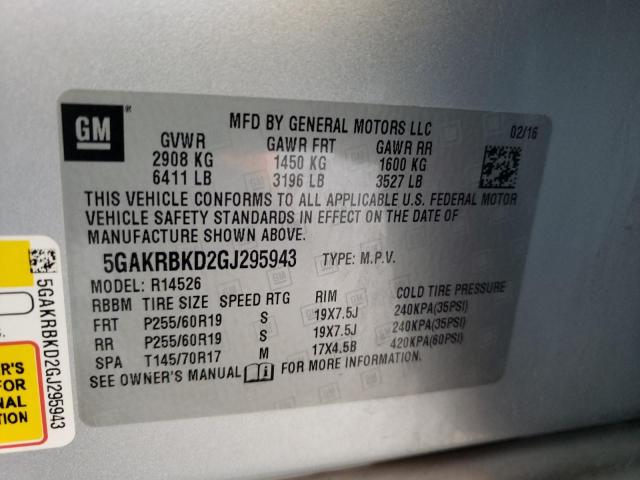 GM
MFD BY GENERAL MOTORS LLC 02/16
GVWR GAWR FRT GAWR RR
2908 KG 1450 KG 1600 KG
6411 LB 3196 LB 3527 LB
THIS VEHICLE CONFORMS TO ALL APPLICABLE U.S. FEDERAL MOTOR
VEHICLE SAFETY STANDARDS IN EFFECT ON THE DATE OF
MANUFACTURE SHOWN ABOVE.
5GAKRBKD2GJ295943 TYPE: M.P.V.
MODEL: R14526
RBBM TIRE SIZE SPEED RTG RIM COLD TIRE PRESSURE
FRT P255/60R19 S 19X7.5J 240KPA(35PSI)
RR P255/60R19 S 19X7.5J 240KPA(35PSI)
SPA T145/70R17 M 17X4.5B 420KPA(60PSI)
SEE OWNER'S MANUAL FOR MORE INFORMATION.
5GAKRBKD2GJ295943
ER'S
FOR
NAL
ATION